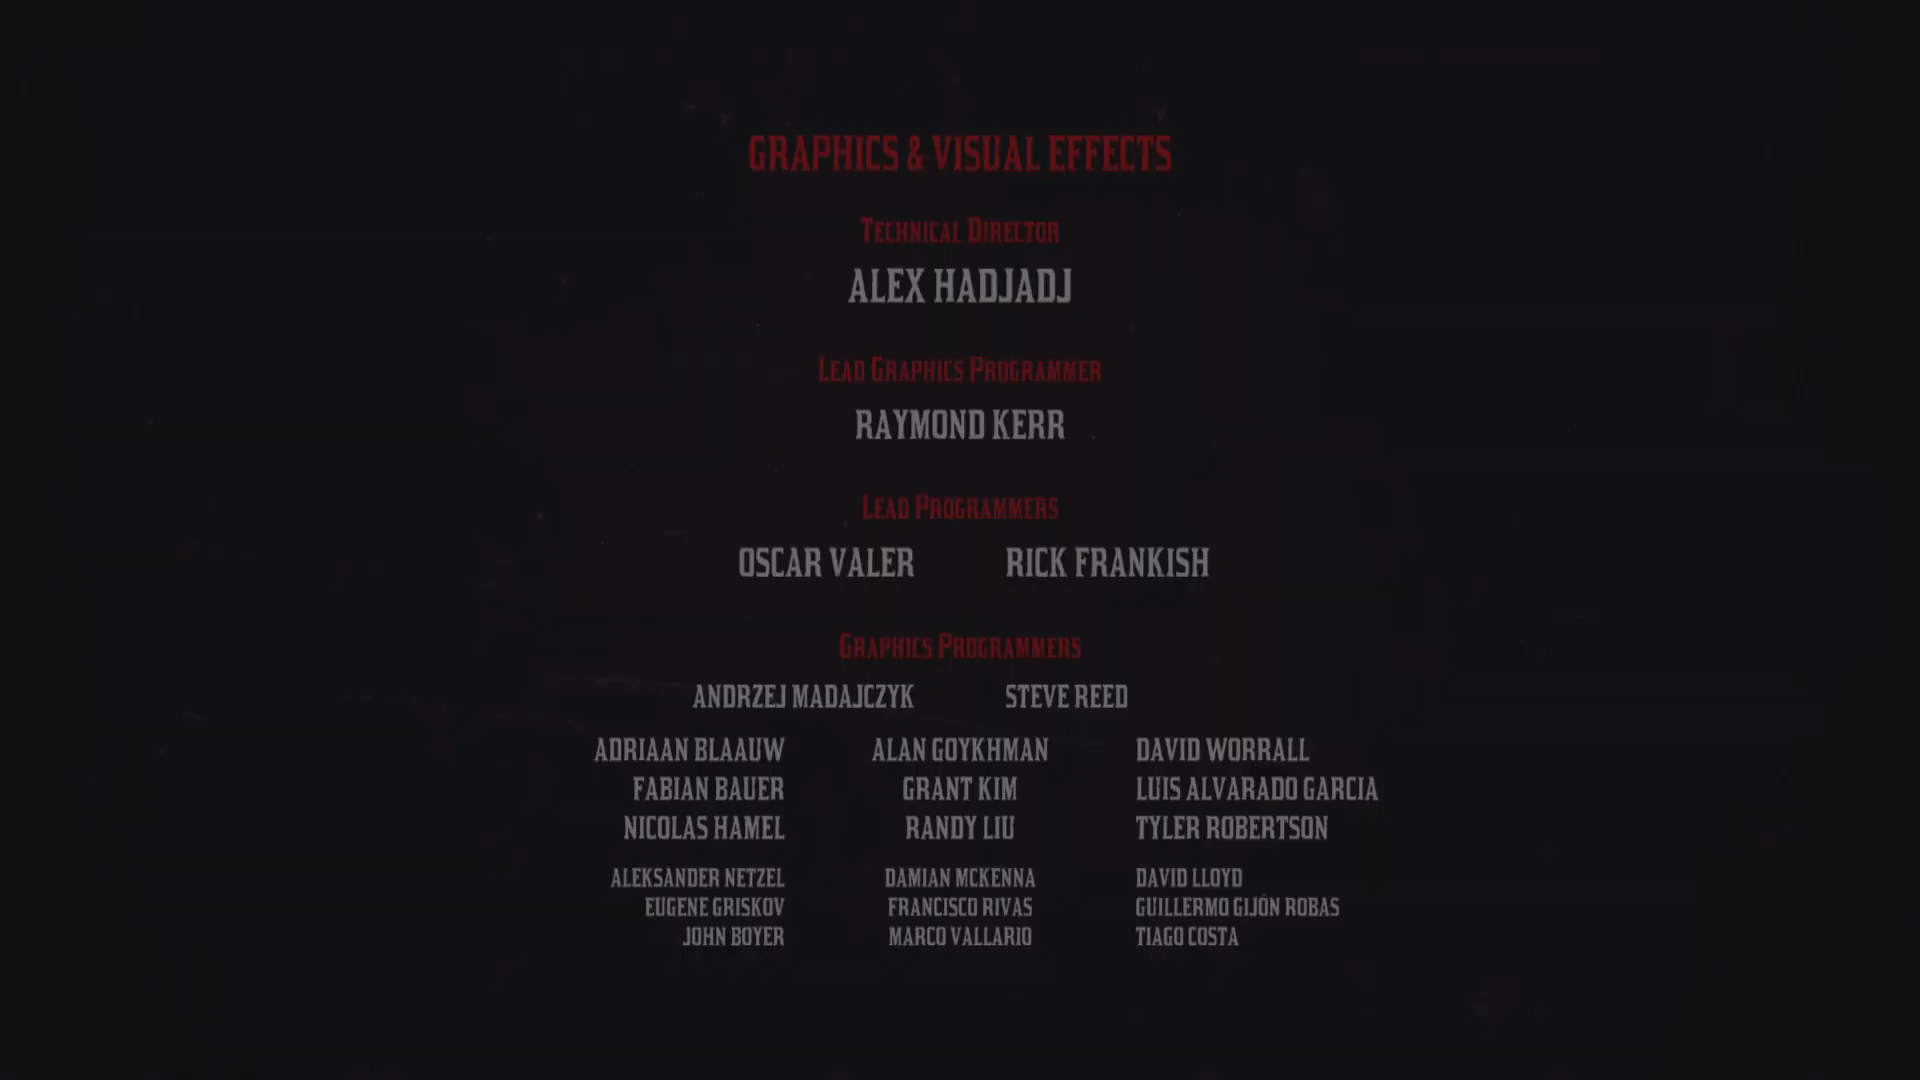 GRAPHICS & VISUAL EFFECTS
TECHNICAL DIRECTOR
ALEX HADJADJ
LEAD GRAPHICS PROGRAMMER
RAYMOND KERR
LEAD PROGRAMMERS
OSCAR VALER RICK FRANKISH
GRAPHICS PROGRAMMERS
ANDRZEJ MADAJCZYK STEVE REED
ADRIAAN BLAAUW ALAN GOYKHMAN DAVID WORRALL
FABIAN BAUER GRANT KIM LUIS ALVARADO GARCIA
NICOLAS HAMEL RANDY LIU TYLER ROBERTSON
ALEKSANDER NETZEL DAMIAN MCKENNA DAVID LLOYD
EUGENE GRISKOV FRANCISCO RIVAS GUILLERMO GIJÓN ROBAS
JOHN BOYER MARCO VALLARIO TIAGO COSTA